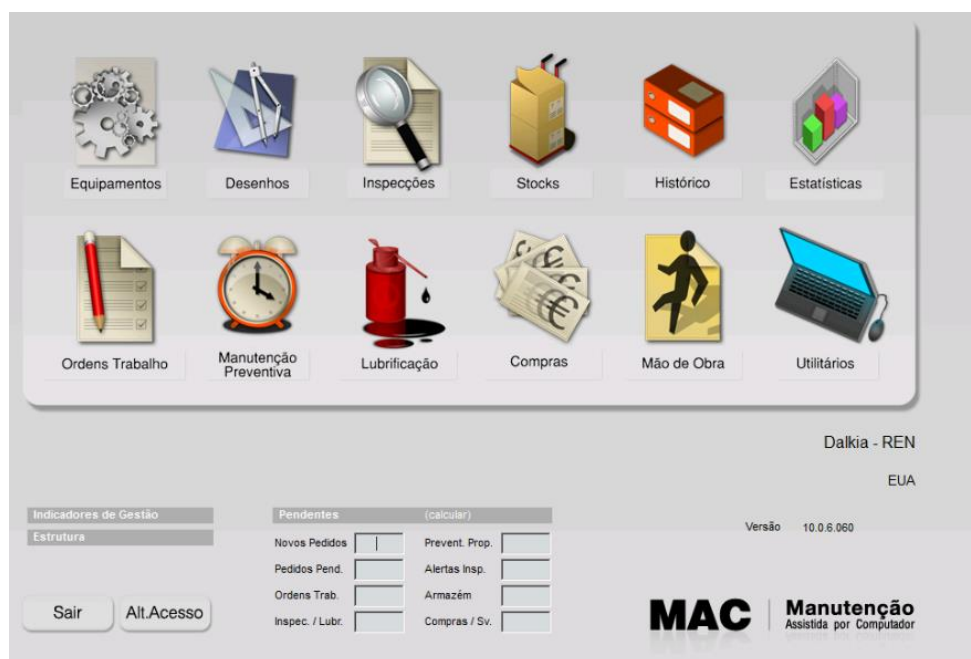 Equipamentos
Desenhos
Inspecções
Stocks
Histórico
Estatísticas
Ordens Trabalho
Manutenção
Preventiva
Lubrificação
Compras
Mão de Obra
Utilitários
Dalkia - REN
EUA
Indicadores de Gestão
Estrutura
Pendentes (calcular)
Novos Pedidos Prevent. Prop.
Pedidos Pend. Alertas Insp.
Ordens Trab. Armazém
Inspec. / Lubr. Compras / Sv.
Versão 10.0.6.060
Sair
Alt.Acesso
MAC
Manutenção
Assistida por Computador